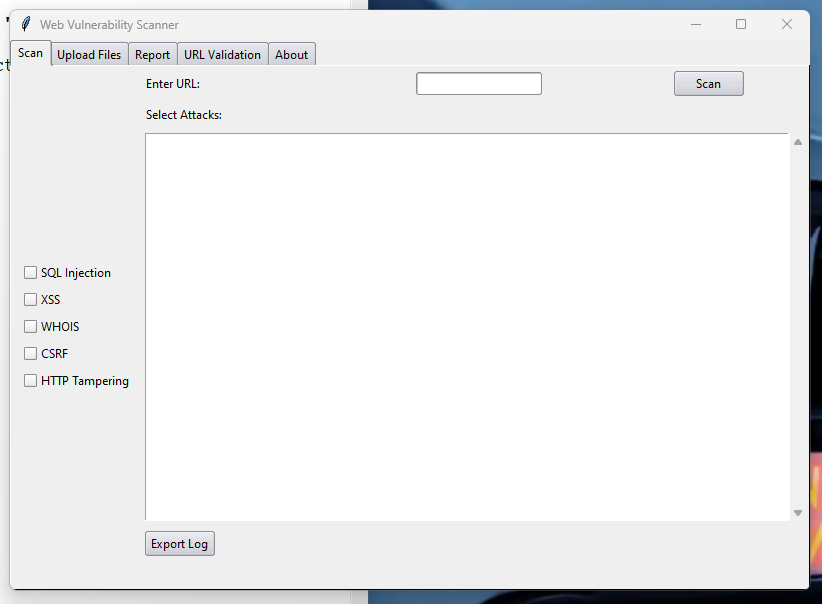 Web Vulnerability Scanner
Scan Upload Files Report URL Validation About
Enter URL: Scan
Select Attacks:
SQL Injection
XSS
WHOIS
CSRF
HTTP Tampering
Export Log